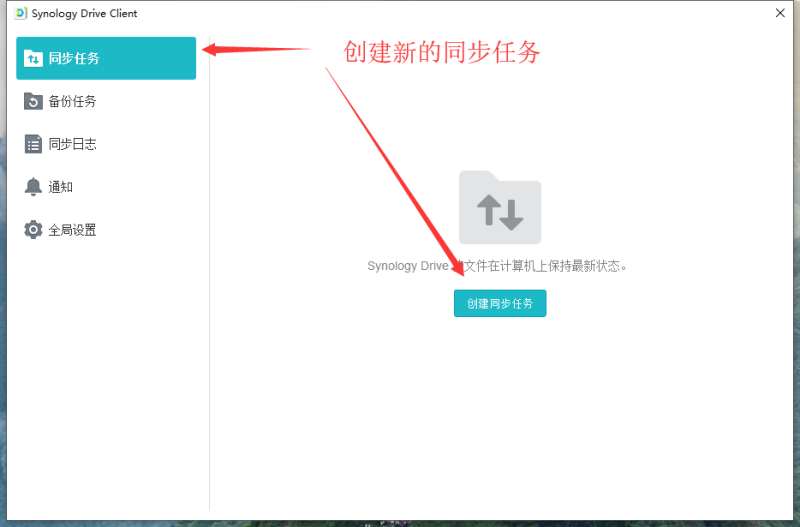 Synology Drive Client
同步任务
创建新的同步任务
备份任务
同步日志
通知
全局设置
Synology Drive 文件在计算机上保持最新状态。
创建同步任务